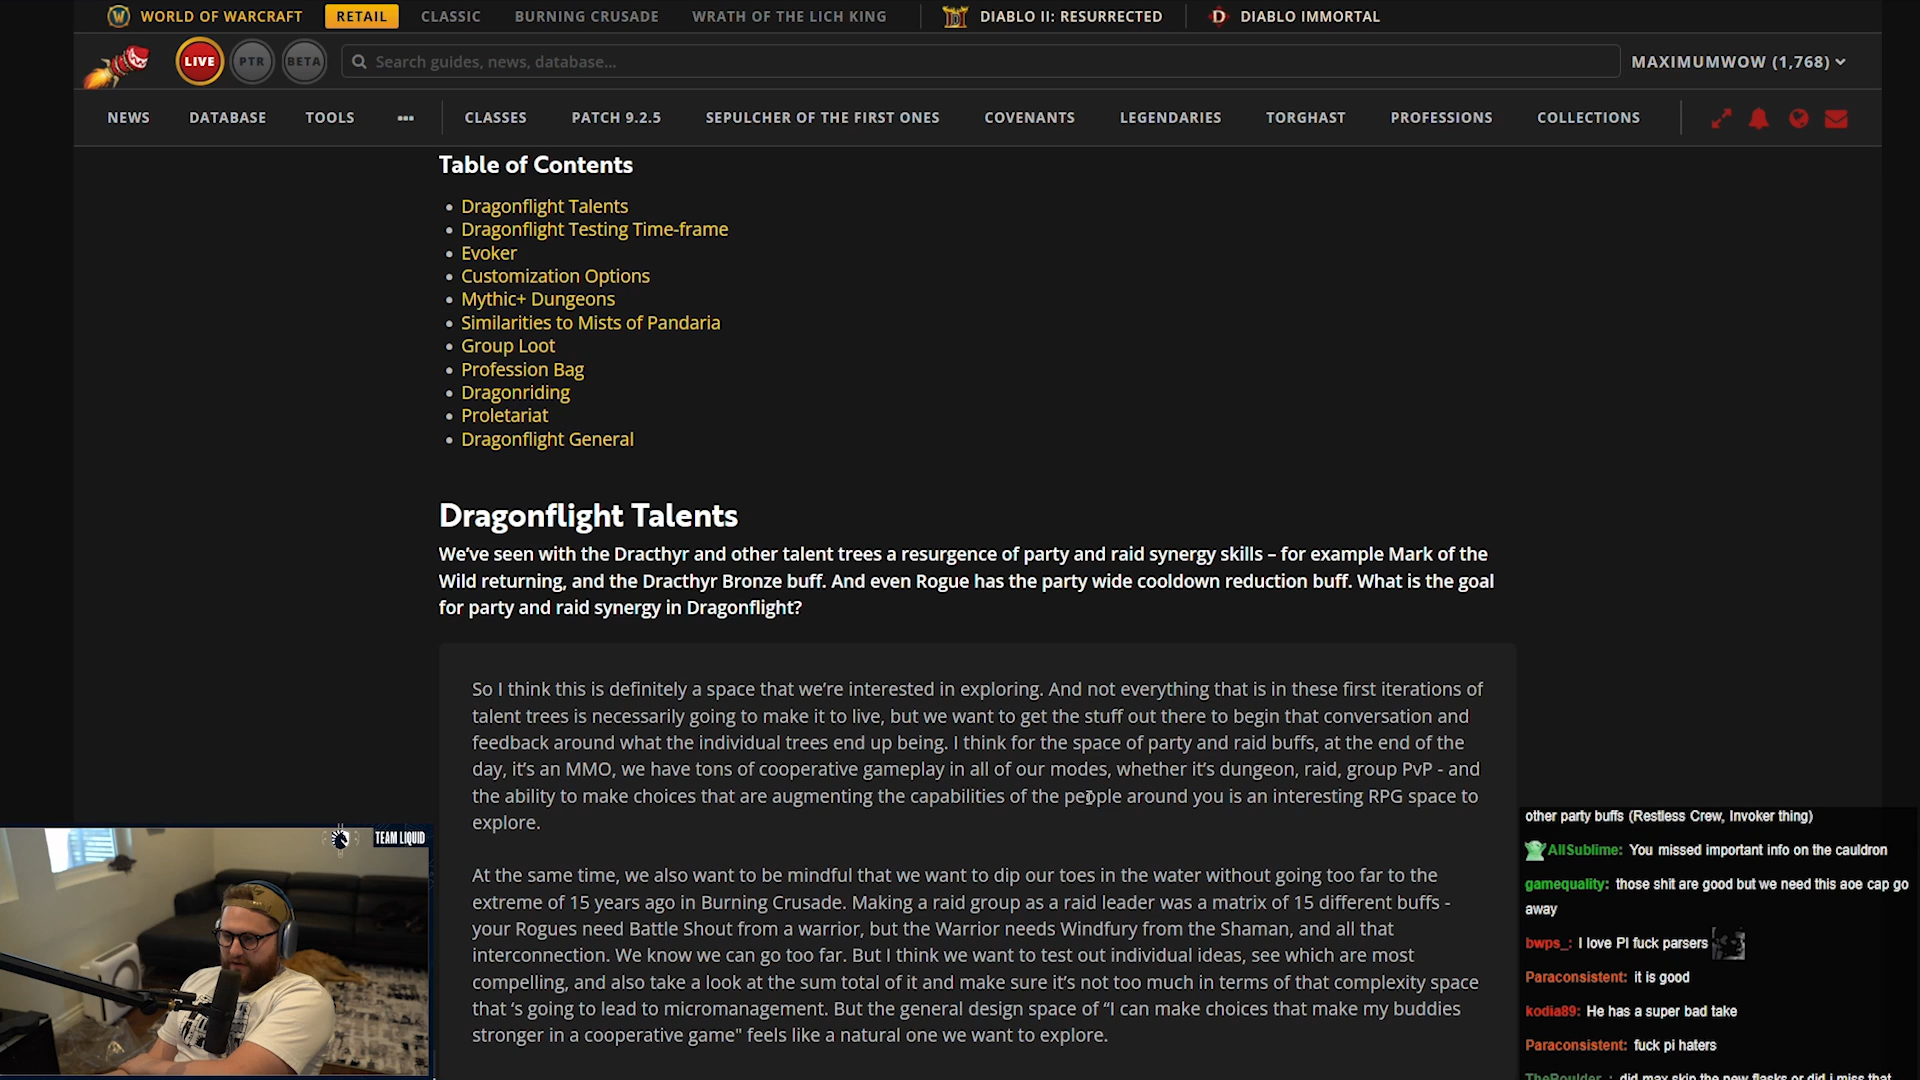 WORLD OF WARCRAFT RETAIL CLASSIC BURNING CRUSADE WRATH OF THE LICH KING DIABLO II: RESURRECTED DIABLO IMMORTAL
LIVE PTR BETA Search guides, news, database... MAXIMUMWOW (1,768)
NEWS DATABASE TOOLS ••• CLASSES PATCH 9.2.5 SEPULCHER OF THE FIRST ONES COVENANTS LEGENDARIES TORGHAST PROFESSIONS COLLECTIONS
Table of Contents
• Dragonflight Talents
• Dragonflight Testing Time-frame
• Evoker
• Customization Options
• Mythic+ Dungeons
• Similarities to Mists of Pandaria
• Group Loot
• Profession Bag
• Dragonriding
• Proletariat
• Dragonflight General
Dragonflight Talents
We've seen with the Dracthyr and other talent trees a resurgence of party and raid synergy skills – for example Mark of the
Wild returning, and the Dracthyr Bronze buff. And even Rogue has the party wide cooldown reduction buff. What is the goal
for party and raid synergy in Dragonflight?
So I think this is definitely a space that we're interested in exploring. And not everything that is in these first iterations of
talent trees is necessarily going to make it to live, but we want to get the stuff out there to begin that conversation and
feedback around what the individual trees end up being. I think for the space of party and raid buffs, at the end of the
day, it's an MMO, we have tons of cooperative gameplay in all of our modes, whether it's dungeon, raid, group PvP - and
the ability to make choices that are augmenting the capabilities of the people around you is an interesting RPG space to
explore.
At the same time, we also want to be mindful that we want to dip our toes in the water without going too far to the
extreme of 15 years ago in Burning Crusade. Making a raid group as a raid leader was a matrix of 15 different buffs -
your Rogues need Battle Shout from a warrior, but the Warrior needs Windfury from the Shaman, and all that
interconnection. We know we can go too far. But I think we want to test out individual ideas, see which are most
compelling, and also take a look at the sum total of it and make sure it's not too much in terms of that complexity space
that 's going to lead to micromanagement. But the general design space of “I can make choices that make my buddies
stronger in a cooperative game" feels like a natural one we want to explore.
TEAM LIQUID
other party buffs (Restless Crew, Invoker thing)
AllSublime: You missed important info on the cauldron
gamequality: those shit are good but we need this aoe cap go
away
bwps_: I love PI fuck parsers
Paraconsistent: it is good
kodia89: He has a super bad take
Paraconsistent: fuck pi haters
TheBoulder_: did max skip the new flasks or did i miss that